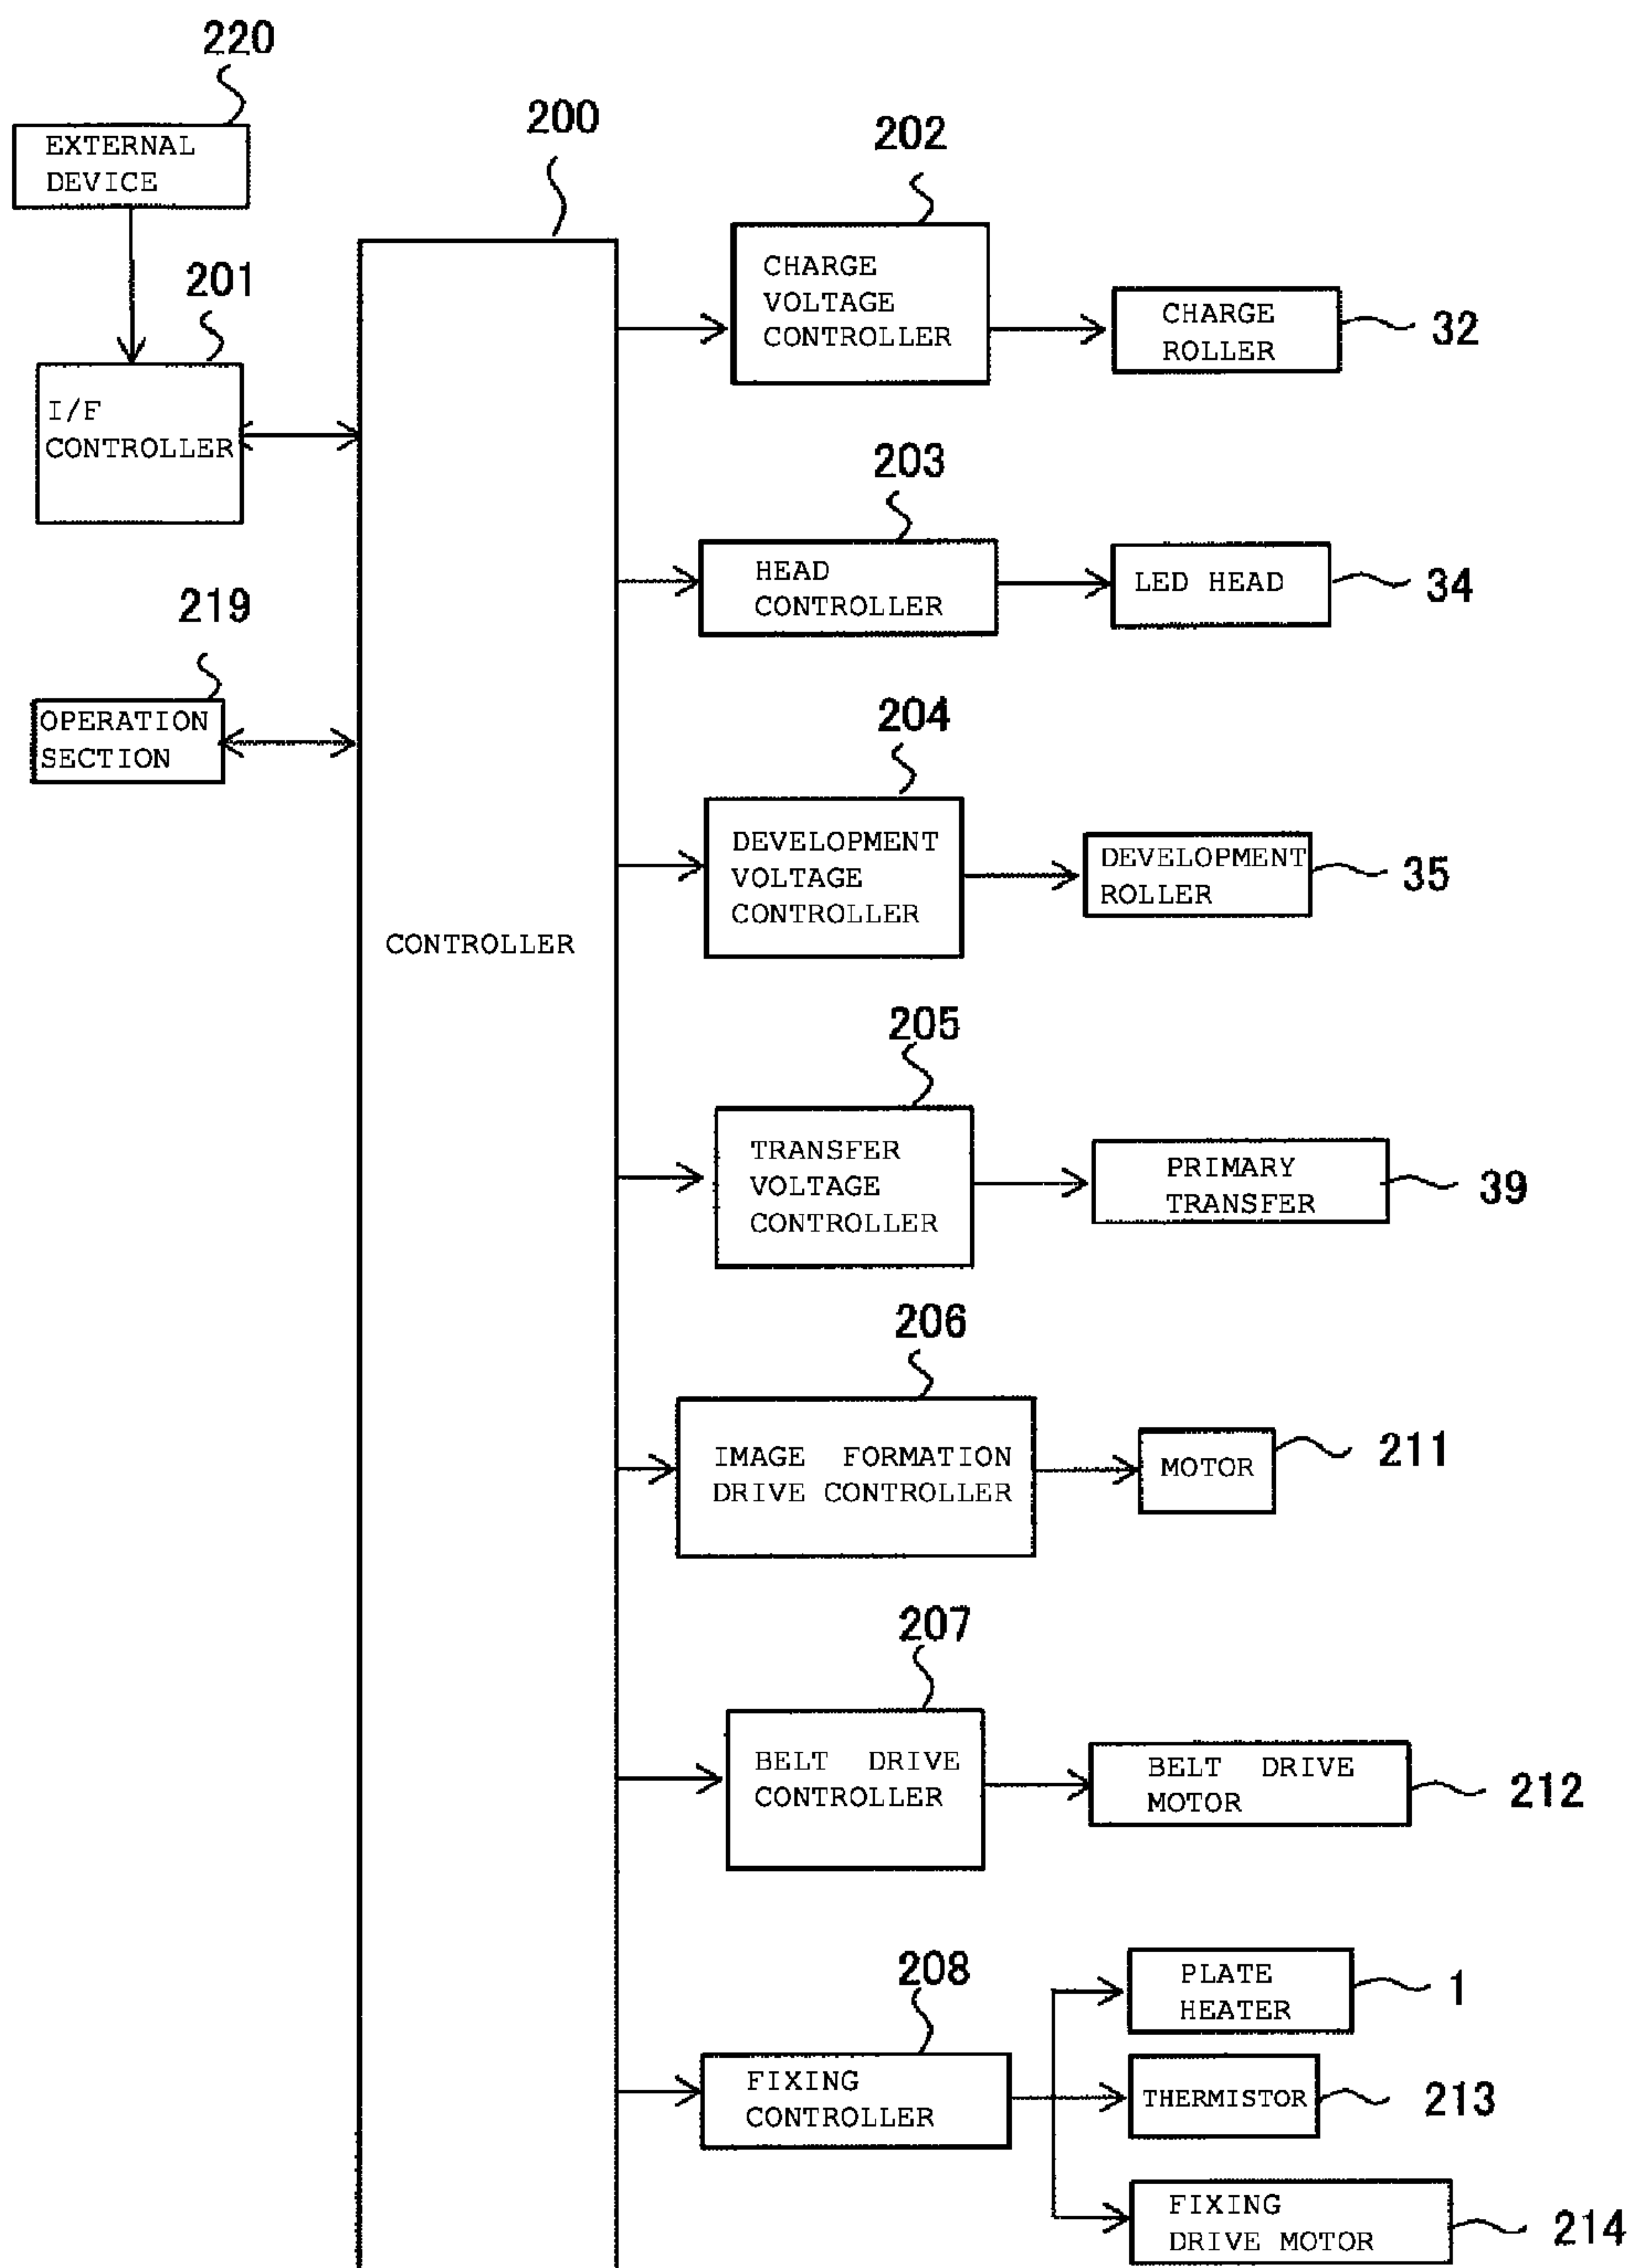 220
EXTERNAL
DEVICE
200
202
201
CHARGE
VOLTAGE
CONTROLLER
CHARGE
ROLLER
32
I/F
CONTROLLER
203
HEAD
CONTROLLER
LED HEAD
34
219
OPERATION
SECTION
204
DEVELOPMENT
VOLTAGE
CONTROLLER
DEVELOPMENT
ROLLER
35
CONTROLLER
205
TRANSFER
VOLTAGE
CONTROLLER
PRIMARY
TRANSFER
39
206
IMAGE FORMATION
DRIVE CONTROLLER
MOTOR
211
207
BELT DRIVE
CONTROLLER
BELT DRIVE
MOTOR
212
208
FIXING
CONTROLLER
PLATE
HEATER
1
THERMISTOR
213
FIXING
DRIVE MOTOR
214